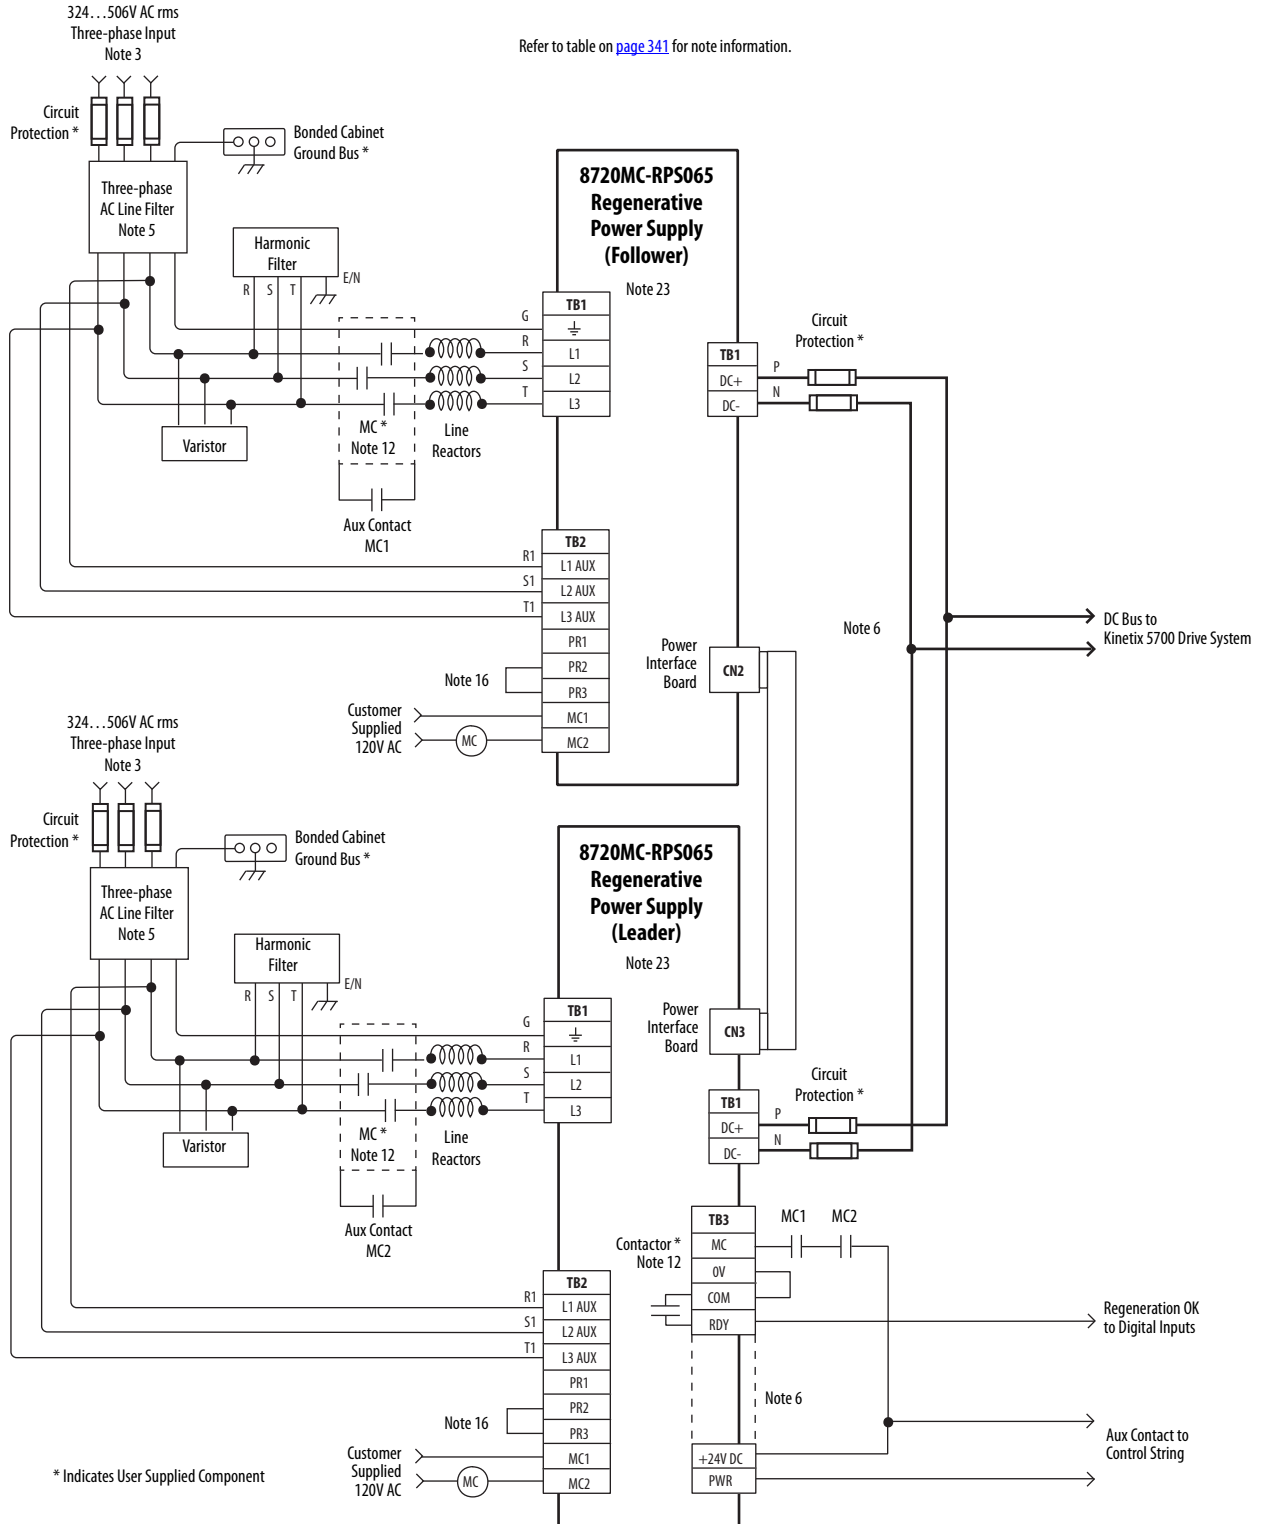 324…506V AC rms
Three-phase Input
Note 3
Refer to table on page 341 for note information.
Circuit
Protection *
Bonded Cabinet
Ground Bus *
Three-phase
AC Line Filter
Note 5
Harmonic
Filter
R S T
E/N
8720MC-RPS065
Regenerative
Power Supply
(Follower)
Note 23
TB1
G
R
L1
S
L2
T
L3
MC *
Note 12
Line
Reactors
Varistor
Aux Contact
MC1
Circuit
Protection *
TB1
DC+
P
DC-
N
TB2
R1
L1 AUX
S1
L2 AUX
T1
L3 AUX
PR1
PR2
PR3
MC1
MC2
Note 16
Customer
Supplied
120V AC
MC
Power
Interface
Board
CN2
Note 6
DC Bus to
Kinetix 5700 Drive System
324…506V AC rms
Three-phase Input
Note 3
Circuit
Protection *
Bonded Cabinet
Ground Bus *
Three-phase
AC Line Filter
Note 5
Harmonic
Filter
R S T
E/N
8720MC-RPS065
Regenerative
Power Supply
(Leader)
Note 23
TB1
G
R
L1
S
L2
T
L3
MC *
Note 12
Line
Reactors
Varistor
Aux Contact
MC2
Power
Interface
Board
CN3
Circuit
Protection *
TB1
DC+
P
DC-
N
TB3
MC
0V
COM
RDY
MC1 MC2
Contactor *
Note 12
Regeneration OK
to Digital Inputs
Note 6
+24V DC
PWR
Aux Contact to
Control String
TB2
R1
L1 AUX
S1
L2 AUX
T1
L3 AUX
PR1
PR2
PR3
MC1
MC2
Note 16
Customer
Supplied
120V AC
MC
* Indicates User Supplied Component